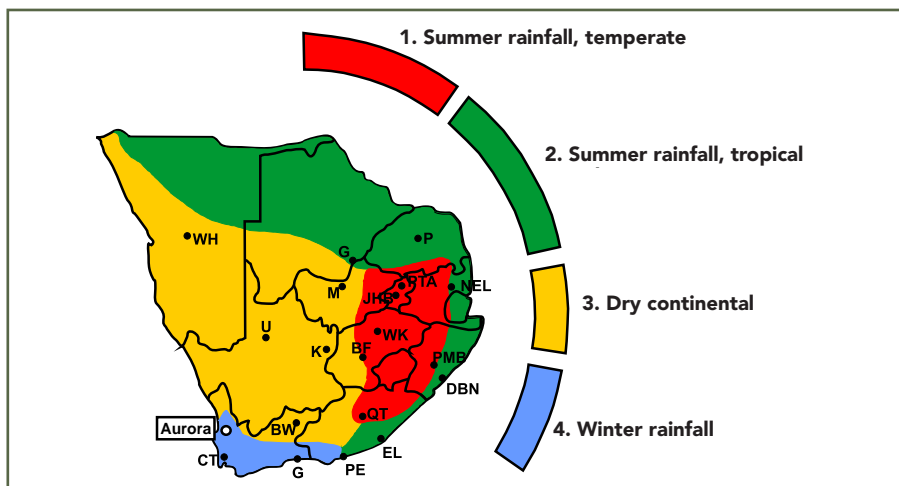 1. Summer rainfall, temperate
2. Summer rainfall, tropical
3. Dry continental
4. Winter rainfall
WH
P
G
M
PTA
JHB
NEL
U
K
BF
WK
PMB
DBN
QT
BW
Aurora
EL
CT
G
PE